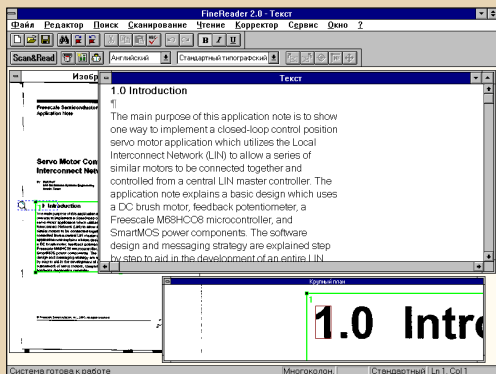 FineReader 2.0 - Текст
Файл Редактор Поиск Сканирование Чтение Корректор Сервис Окно ?
B I U
Scan&Read Английский Стандартный типографский
Изобр
Freescale Semiconductor
Application Note
Servo Motor Con
Interconnect Net
1.0 Introduction
Текст
1.0 Introduction
¶
The main purpose of this application note is to show
one way to implement a closed-loop control position
servo motor application which utilizes the Local
Interconnect Network (LIN) to allow a series of
similar motors to be connected together and
controlled from a central LIN master controller. The
application note explains a basic design which uses
a DC brush motor, feedback potentiometer, a
Freescale M68HC08 microcontroller, and
SmartMOS power components. The software
design and messaging strategy are explained step
by step to aid in the development of an entire LIN
Крупный план
1
1.0 Intro
Система готова к работе Многоколон. Стандартный Ln 1, Col 1